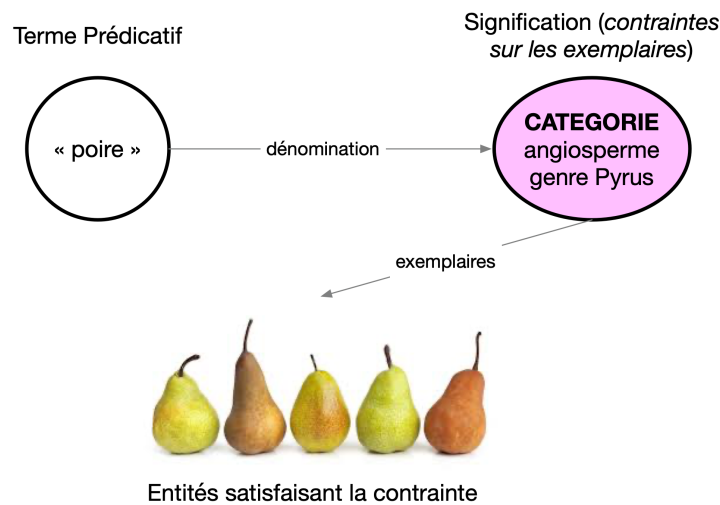 Terme Prédicatif
Signification (contraintes
sur les exemplaires)
« poire »
dénomination
CATEGORIE
angiosperme
genre Pyrus
exemplaires
Entités satisfaisant la contrainte